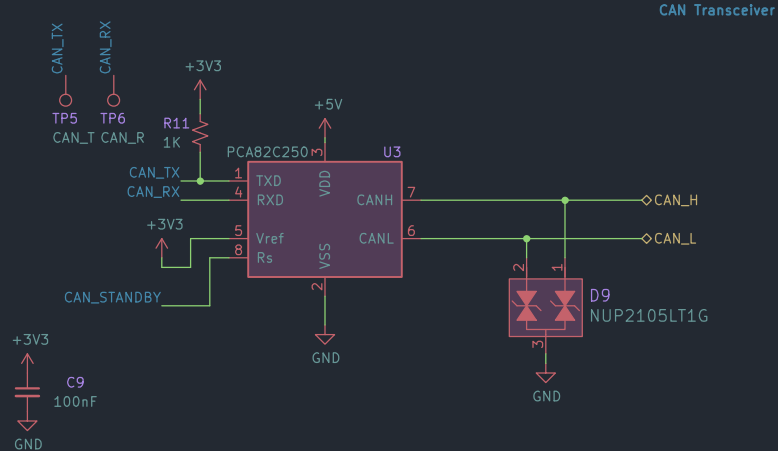 CAN Transceiver
CAN_TX
CAN_RX
TP5
TP6
CAN_T
CAN_R
+3V3
R11
1K
+5V
PCA82C250
U3
3
CAN_TX
1
TXD
VDD
CAN_RX
4
RXD
CANH
7
CAN_H
+3V3
5
Vref
CANL
6
CAN_L
8
Rs
VSS
CAN_STANDBY
2
GND
2
1
D9
NUP2105LT1G
3
GND
+3V3
C9
100nF
GND